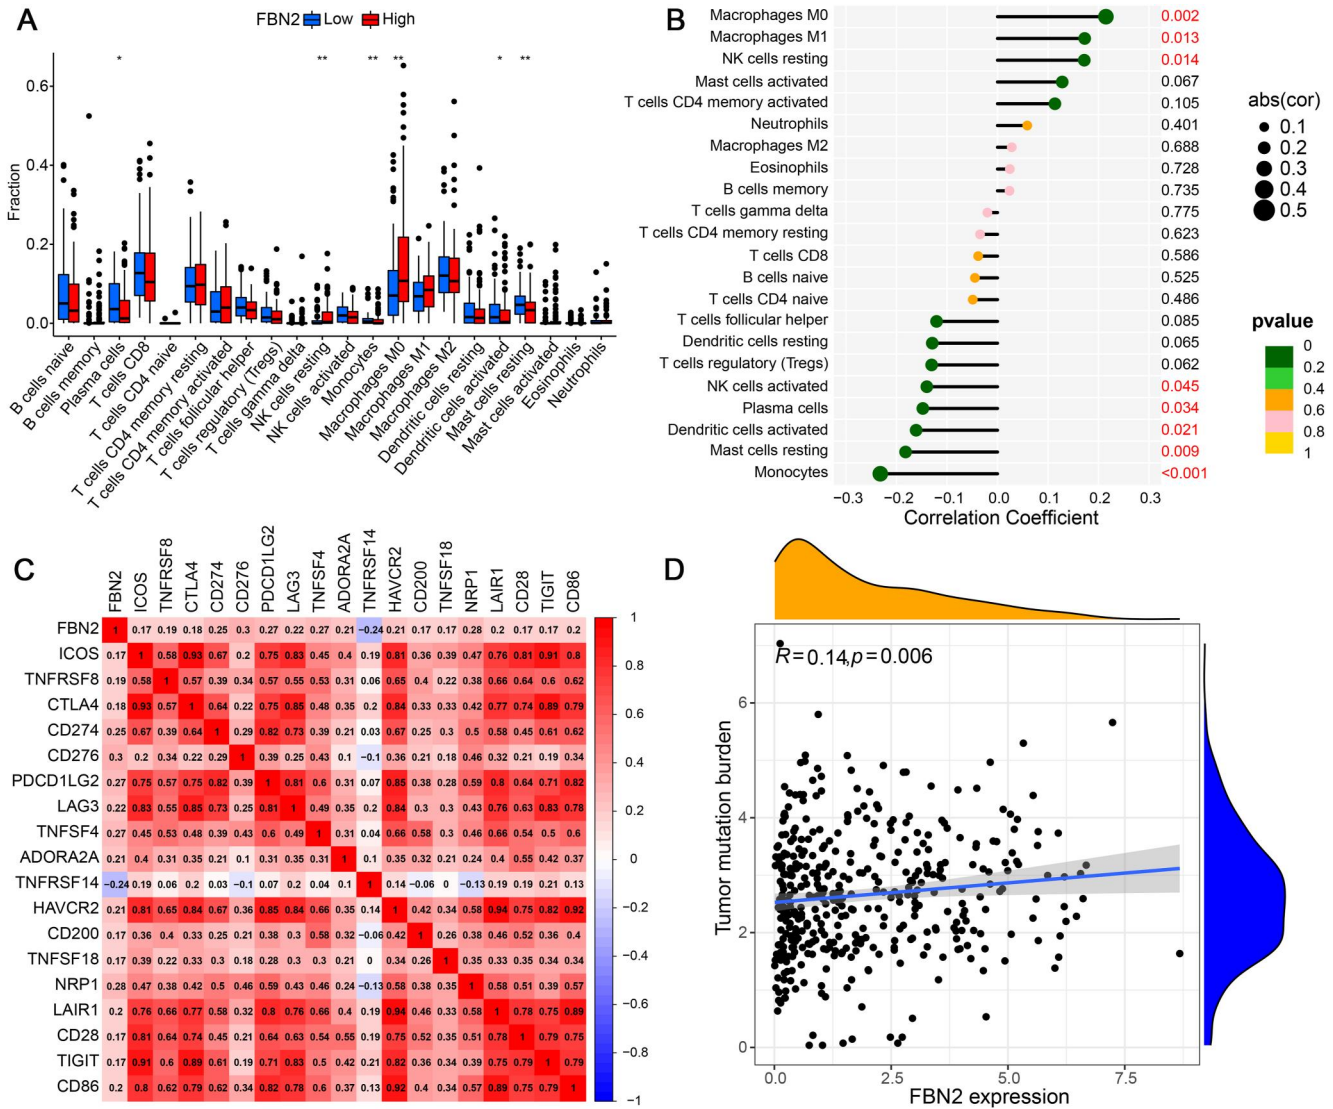 A
FBN2 Low High
Fraction
0.6
0.4
0.2
0.0
* ** ** ** * **
B cells naive
B cells memory
Plasma cells
T cells CD8
T cells CD4 naive
T cells CD4 memory resting
T cells CD4 memory activated
T cells follicular helper
T cells regulatory (Tregs)
T cells gamma delta
NK cells resting
NK cells activated
Monocytes
Macrophages M0
Macrophages M1
Macrophages M2
Dendritic cells resting
Dendritic cells activated
Mast cells resting
Mast cells activated
Eosinophils
Neutrophils
B
Macrophages M0 0.002
Macrophages M1 0.013
NK cells resting 0.014
Mast cells activated 0.067
T cells CD4 memory activated 0.105
Neutrophils 0.401
Macrophages M2 0.688
Eosinophils 0.728
B cells memory 0.735
T cells gamma delta 0.775
T cells CD4 memory resting 0.623
T cells CD8 0.586
B cells naive 0.525
T cells CD4 naive 0.486
T cells follicular helper 0.085
Dendritic cells resting 0.065
T cells regulatory (Tregs) 0.062
NK cells activated 0.045
Plasma cells 0.034
Dendritic cells activated 0.021
Mast cells resting 0.009
Monocytes <0.001
−0.3 −0.2 −0.1 0.0 0.1 0.2 0.3
Correlation Coefficient
abs(cor)
0.1
0.2
0.3
0.4
0.5
pvalue
0
0.2
0.4
0.6
0.8
1
C
FBN2 ICOS TNFRSF8 CTLA4 CD274 CD276 PDCD1LG2 LAG3 TNFSF4 ADORA2A TNFRSF14 HAVCR2 CD200 TNFSF18 NRP1 LAIR1 CD28 TIGIT CD86
FBN2 1 0.17 0.19 0.18 0.25 0.3 0.27 0.22 0.27 0.21 −0.24 0.21 0.17 0.17 0.28 0.2 0.17 0.17 0.2
ICOS 0.17 1 0.58 0.93 0.67 0.2 0.75 0.83 0.45 0.4 0.19 0.81 0.36 0.39 0.47 0.76 0.81 0.91 0.8
TNFRSF8 0.19 0.58 1 0.57 0.39 0.34 0.57 0.55 0.53 0.31 0.06 0.65 0.4 0.22 0.38 0.66 0.64 0.6 0.62
CTLA4 0.18 0.93 0.57 1 0.64 0.22 0.75 0.85 0.48 0.35 0.2 0.84 0.33 0.33 0.42 0.77 0.74 0.89 0.79
CD274 0.25 0.67 0.39 0.64 1 0.29 0.82 0.73 0.39 0.21 0.03 0.67 0.25 0.3 0.5 0.58 0.45 0.61 0.62
CD276 0.3 0.2 0.34 0.22 0.29 1 0.39 0.25 0.43 0.1 −0.1 0.36 0.21 0.18 0.46 0.32 0.21 0.19 0.34
PDCD1LG2 0.27 0.75 0.57 0.75 0.82 0.39 1 0.81 0.6 0.31 0.07 0.85 0.38 0.28 0.59 0.8 0.64 0.71 0.82
LAG3 0.22 0.83 0.55 0.85 0.73 0.25 0.81 1 0.49 0.35 0.2 0.84 0.3 0.3 0.43 0.76 0.63 0.83 0.78
TNFSF4 0.27 0.45 0.53 0.48 0.39 0.43 0.6 0.49 1 0.31 0.04 0.66 0.58 0.3 0.46 0.66 0.54 0.5 0.6
ADORA2A 0.21 0.4 0.31 0.35 0.21 0.1 0.31 0.35 0.31 1 0.1 0.35 0.32 0.21 0.24 0.4 0.55 0.42 0.37
TNFRSF14 −0.24 0.19 0.06 0.2 0.03 −0.1 0.07 0.2 0.04 0.1 1 0.14 −0.06 0 −0.13 0.19 0.19 0.21 0.13
HAVCR2 0.21 0.81 0.65 0.84 0.67 0.36 0.85 0.84 0.66 0.35 0.14 1 0.42 0.34 0.58 0.94 0.75 0.82 0.92
CD200 0.17 0.36 0.4 0.33 0.25 0.21 0.38 0.3 0.58 0.32 −0.06 0.42 1 0.26 0.38 0.46 0.52 0.36 0.4
TNFSF18 0.17 0.39 0.22 0.33 0.3 0.18 0.28 0.3 0.3 0.21 0 0.34 0.26 1 0.35 0.33 0.35 0.34 0.34
NRP1 0.28 0.47 0.38 0.42 0.5 0.46 0.59 0.43 0.46 0.24 −0.13 0.58 0.38 0.35 1 0.58 0.51 0.39 0.57
LAIR1 0.2 0.76 0.66 0.77 0.58 0.32 0.8 0.76 0.66 0.4 0.19 0.94 0.46 0.33 0.58 1 0.78 0.75 0.89
CD28 0.17 0.81 0.64 0.74 0.45 0.21 0.64 0.63 0.54 0.55 0.19 0.75 0.52 0.35 0.51 0.78 1 0.79 0.75
TIGIT 0.17 0.91 0.6 0.89 0.61 0.19 0.71 0.83 0.5 0.42 0.21 0.82 0.36 0.34 0.39 0.75 0.79 1 0.79
CD86 0.2 0.8 0.62 0.79 0.62 0.34 0.82 0.78 0.6 0.37 0.13 0.92 0.4 0.34 0.57 0.89 0.75 0.79 1
1
0.8
0.6
0.4
0.2
0
−0.2
−0.4
−0.6
−0.8
−1
D
R=0.14, p=0.006
Tumor mutation burden
6
4
2
0
0.0 2.5 5.0 7.5
FBN2 expression